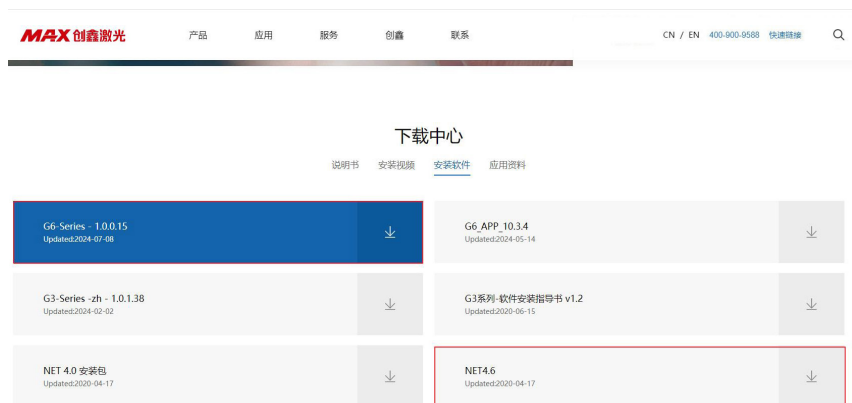 MAX 创鑫激光 产品 应用 服务 创鑫 联系 CN / EN 400-900-9588 快速链接
下载中心
说明书 安装视频 安装软件 应用资料
G6-Series - 1.0.0.15
Updated:2024-07-08
G6_APP_10.3.4
Updated:2024-05-14
G3-Series -zh - 1.0.1.38
Updated:2024-02-02
G3系列-软件安装指导书 v1.2
Updated:2020-06-15
NET 4.0 安装包
Updated:2020-04-17
NET4.6
Updated:2020-04-17